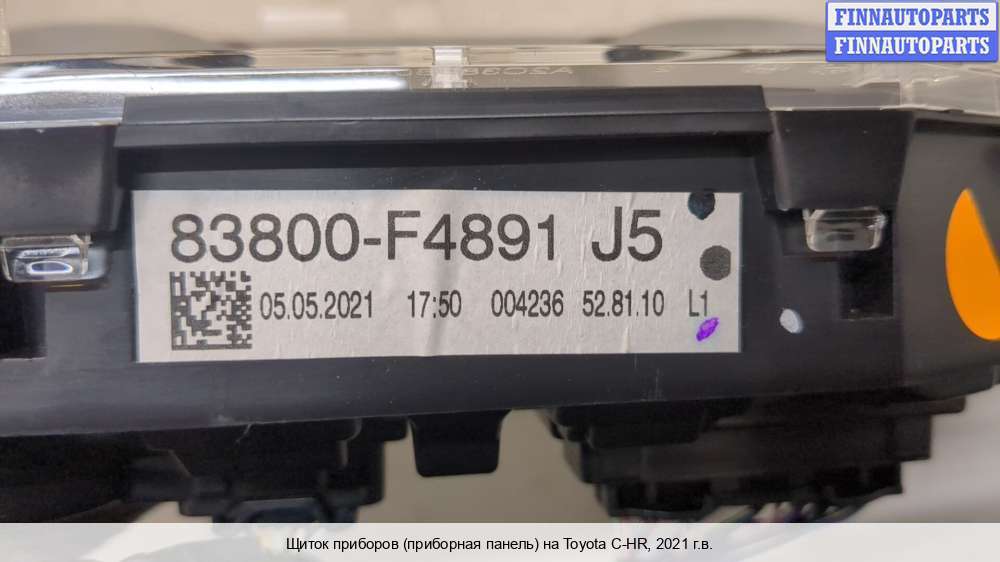 FINNAUTOPARTS
FINNAUTOPARTS
83800-F4891 J5
05.05.2021 17:50 004236 52.81.10 L1
Щиток приборов (приборная панель) на Toyota C-HR, 2021 г.в.